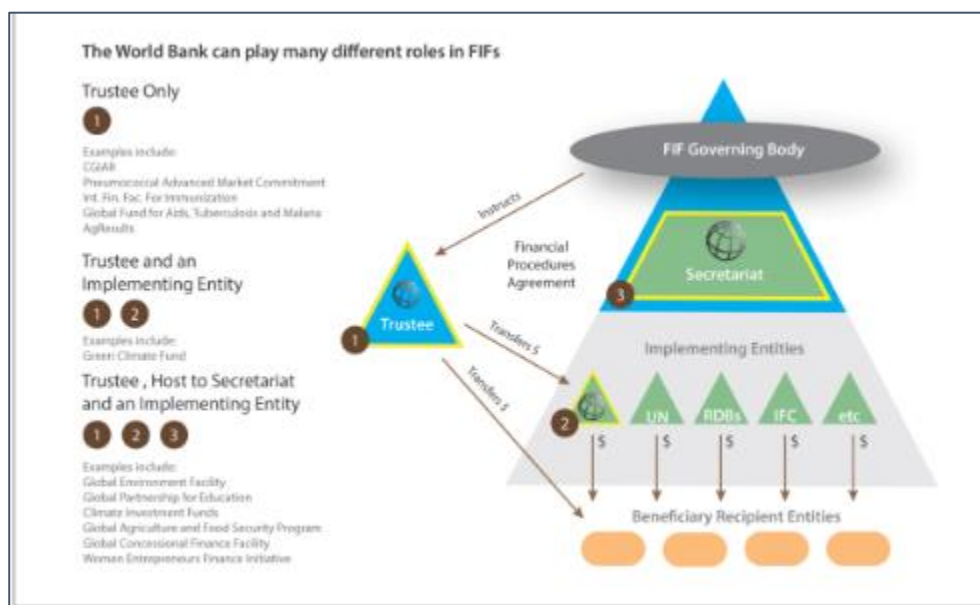 The World Bank can play many different roles in FIFs
Trustee Only
1
Examples include:
CGIAR
Pneumococcal Advanced Market Commitment
Int. Fin. Fac. For Immunization
Global Fund for Aids, Tuberculosis and Malaria
AgResults
Trustee and an
Implementing Entity
1 2
Examples include:
Green Climate Fund
Trustee , Host to Secretariat
and an Implementing Entity
1 2 3
Examples include:
Global Environment Facility
Global Partnership for Education
Climate Investment Funds
Global Agriculture and Food Security Program
Global Concessional Finance Facility
Women Entrepreneurs Finance Initiative
FIF Governing Body
Instructs
Financial
Procedures
Agreement
Secretariat
3
Trustee
1
Transfers $
Transfers $
Implementing Entities
2
UN
RDBs
IFC
etc
$ $ $ $ $
Beneficiary Recipient Entities